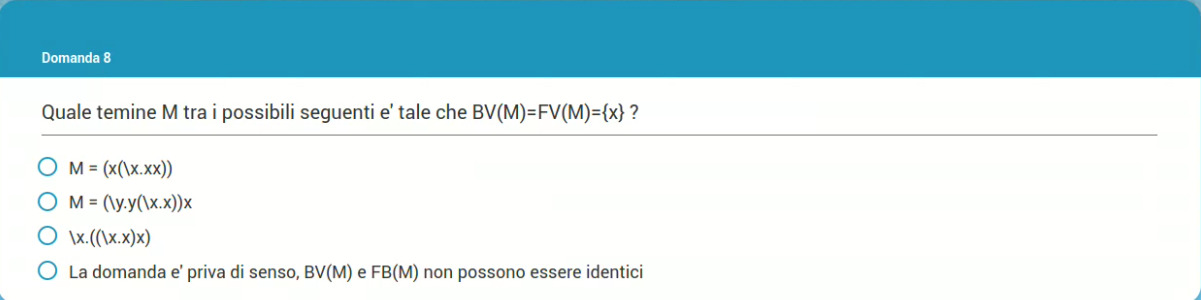 Domanda 8
Quale temine M tra i possibili seguenti e' tale che BV(M)=FV(M)={x} ?
M = (x(\x.xx))
M = (\y.y(\x.x))x
\x.((\x.x)x)
La domanda e' priva di senso, BV(M) e FB(M) non possono essere identici